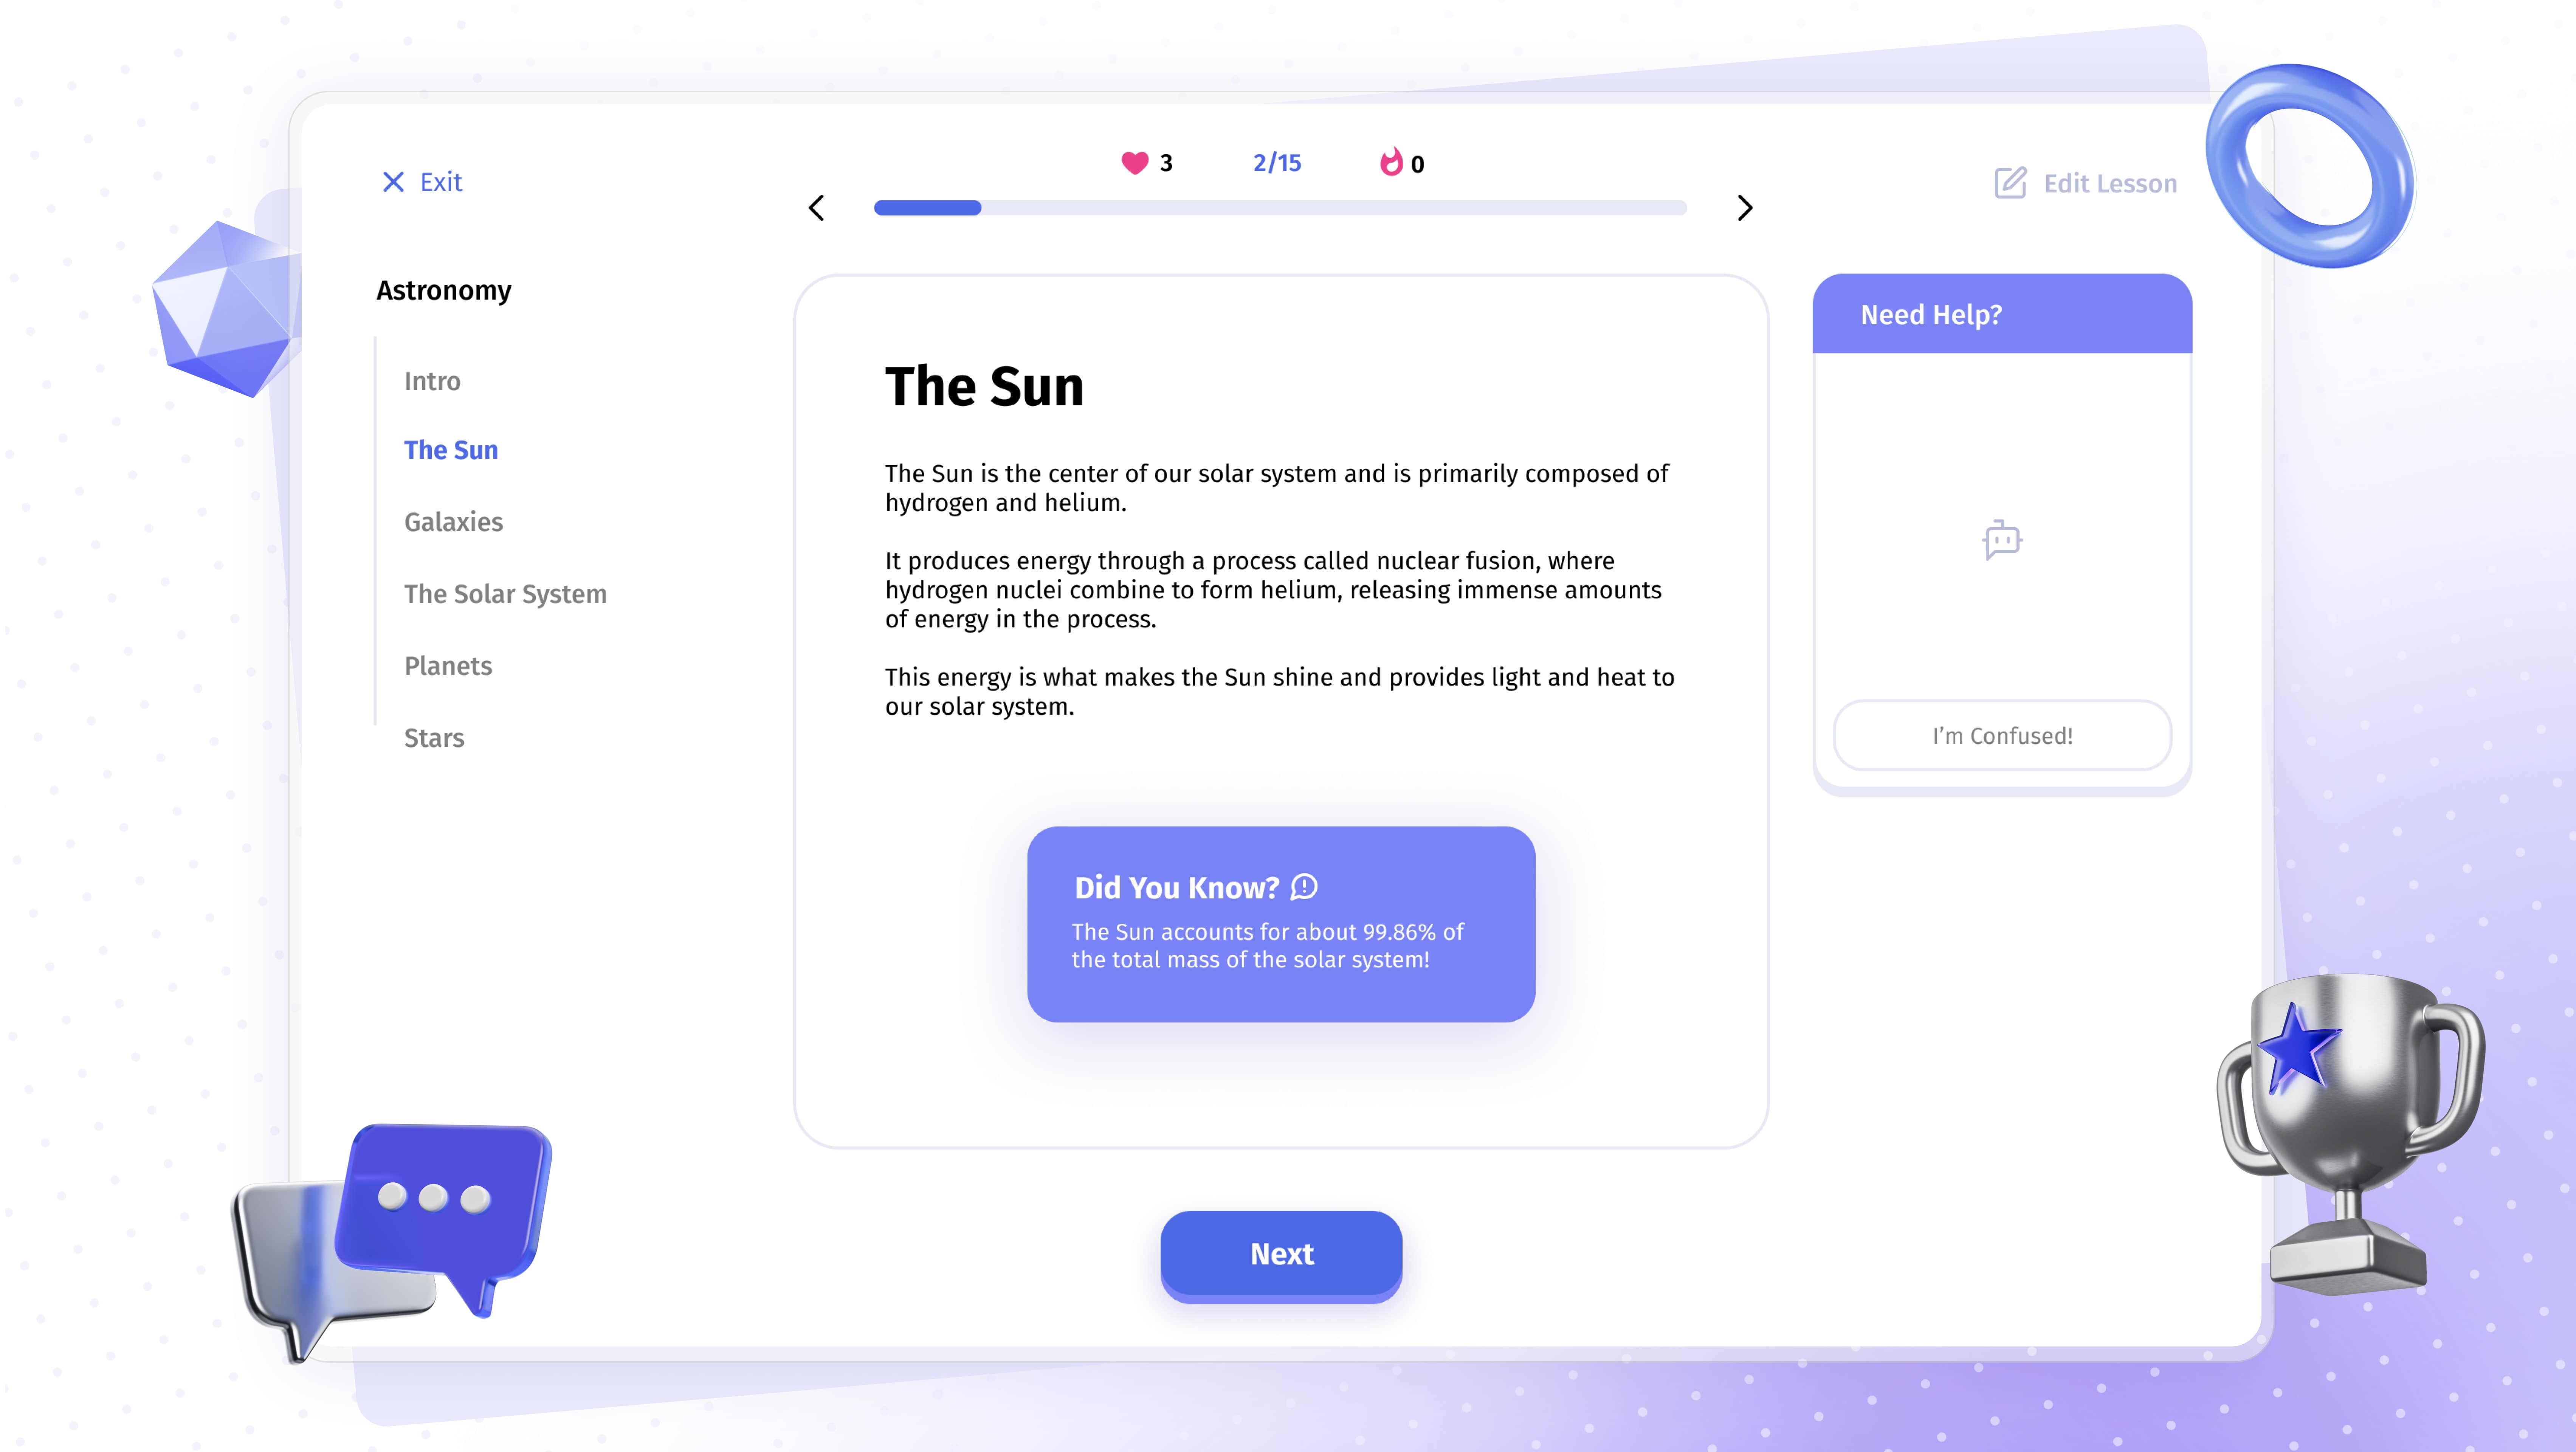 Exit
3
2/15
0
Edit Lesson
Astronomy
Intro
The Sun
Galaxies
The Solar System
Planets
Stars
The Sun
The Sun is the center of our solar system and is primarily composed of
hydrogen and helium.
It produces energy through a process called nuclear fusion, where
hydrogen nuclei combine to form helium, releasing immense amounts
of energy in the process.
This energy is what makes the Sun shine and provides light and heat to
our solar system.
Did You Know?
The Sun accounts for about 99.86% of
the total mass of the solar system!
Next
Need Help?
I’m Confused!